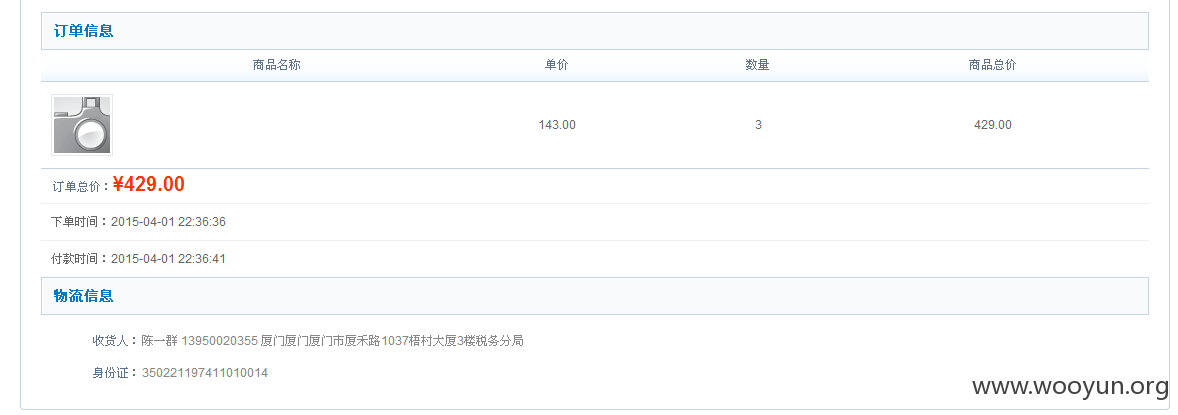 订单信息
商品名称 单价 数量 商品总价
143.00 3 429.00
订单总价：¥429.00
下单时间：2015-04-01 22:36:36
付款时间：2015-04-01 22:36:41
物流信息
收货人：陈一群 13950020355 厦门厦门厦门市厦禾路1037梧村大厦3楼税务分局
身份证：350221197411010014
www.wooyun.org